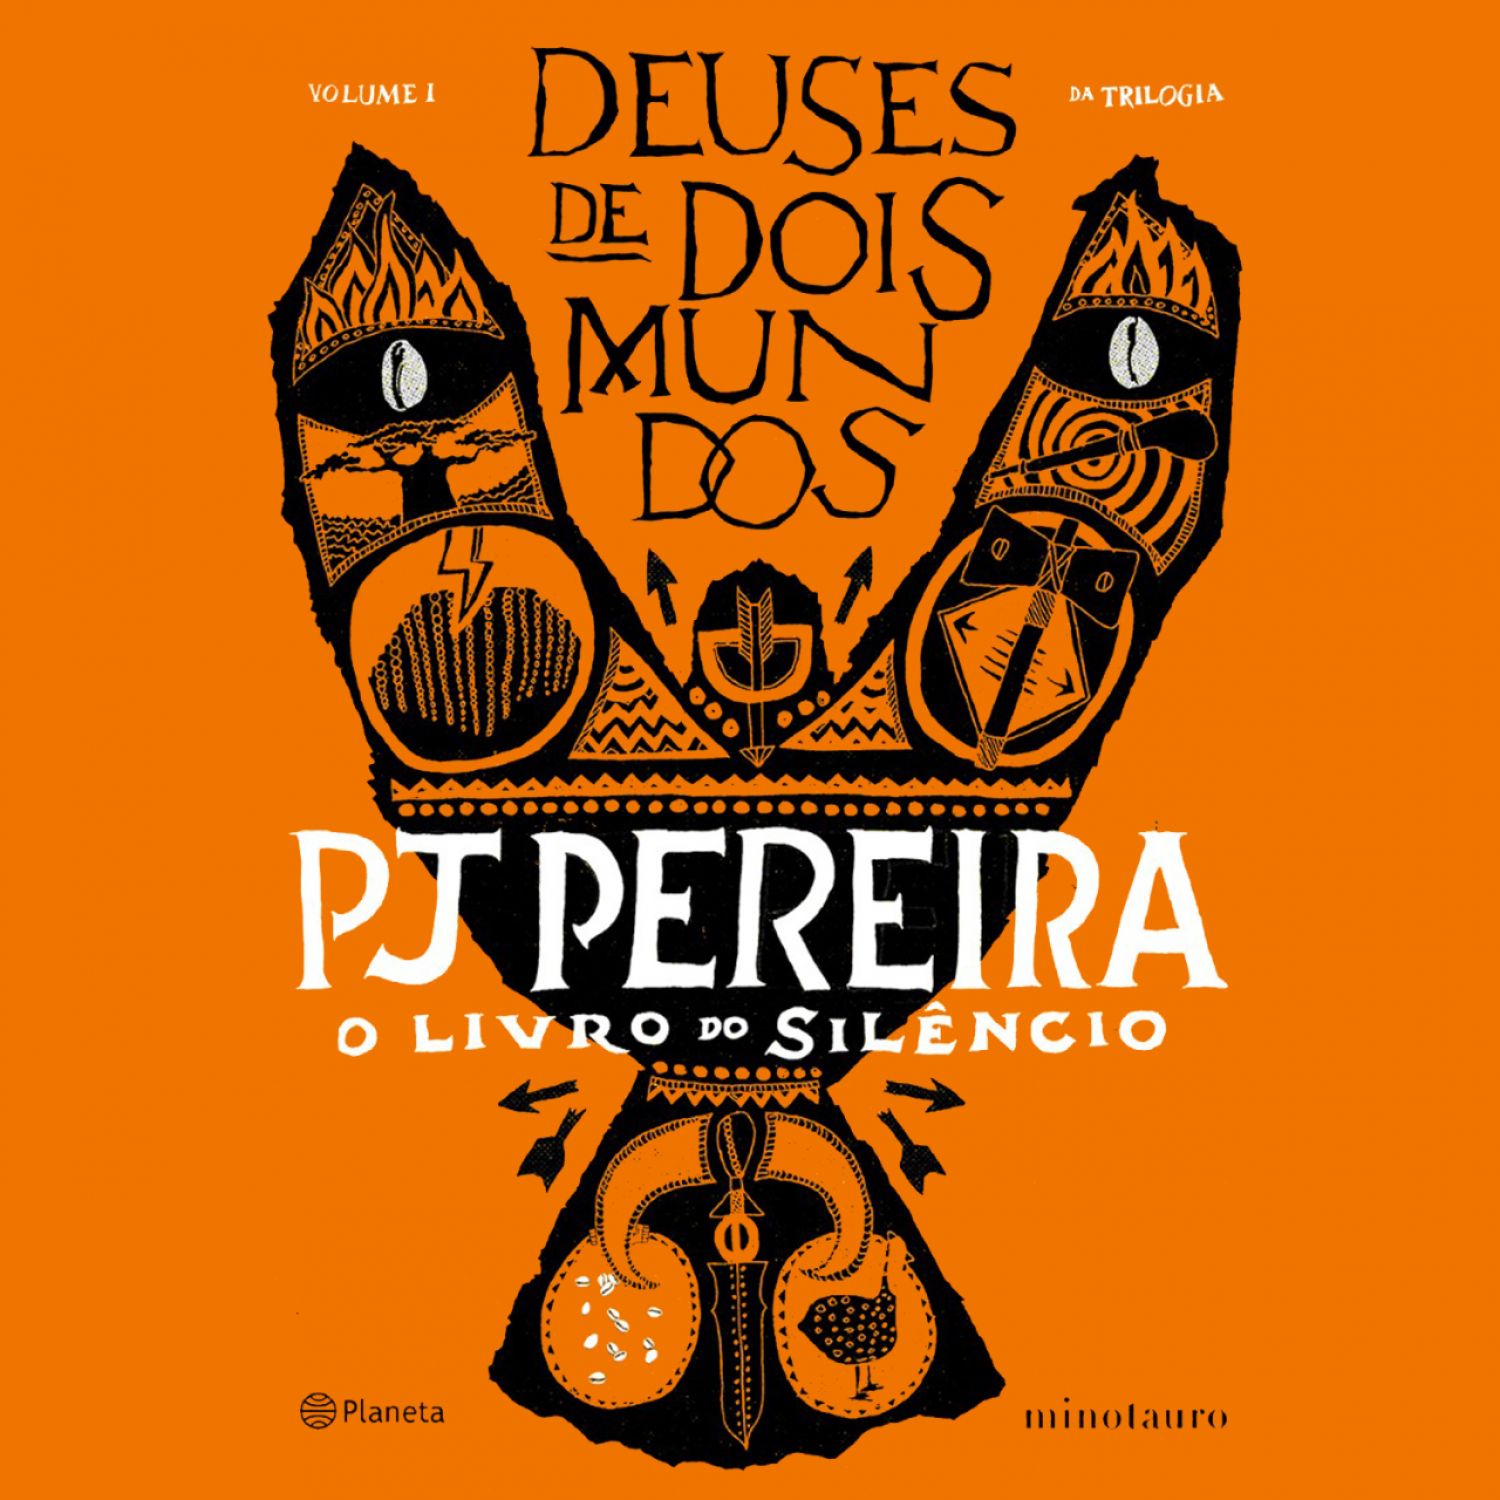 VOLUME I
DA TRILOGIA
DEUSES
DE DOIS
MUN
DOS
PJ PEREIRA
O LIVRO DO SILÊNCIO
Planeta
minotauro